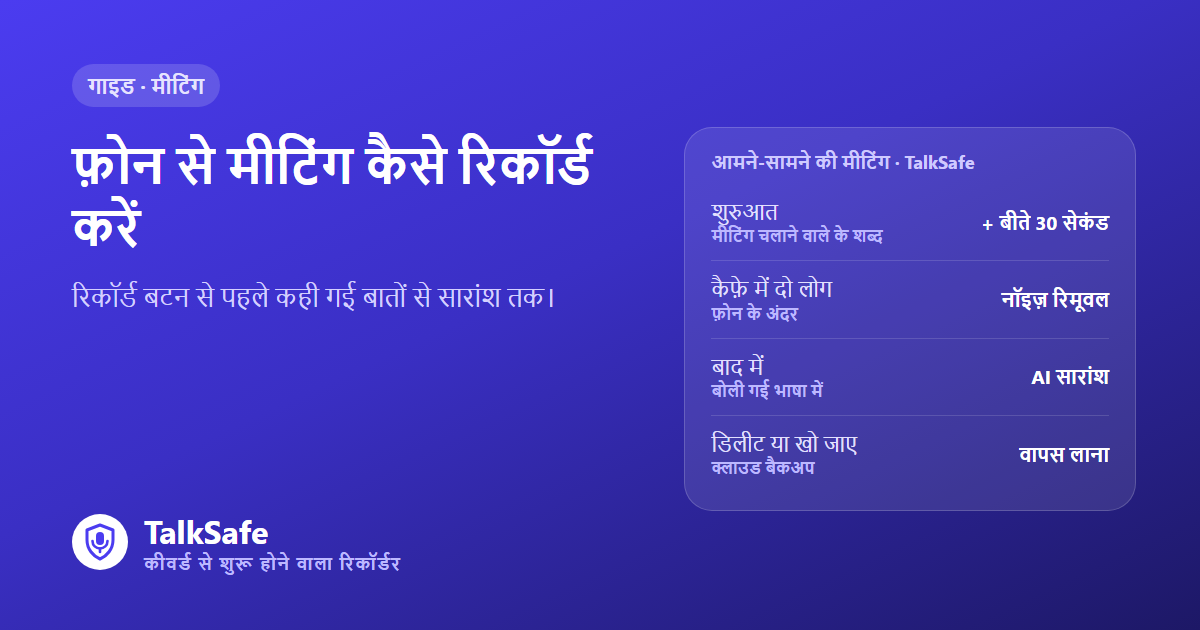 गाइड · मीटिंग
फ़ोन से मीटिंग कैसे रिकॉर्ड
करें
रिकॉर्ड बटन से पहले कही गई बातों से सारांश तक।
आमने-सामने की मीटिंग · TalkSafe
शुरुआत
मीटिंग चलाने वाले के शब्द
+ बीते 30 सेकंड
कैफ़े में दो लोग
फ़ोन के अंदर
नॉइज़ रिमूवल
बाद में
बोली गई भाषा में
AI सारांश
डिलीट या खो जाए
क्लाउड बैकअप
वापस लाना
TalkSafe
कीवर्ड से शुरू होने वाला रिकॉर्डर